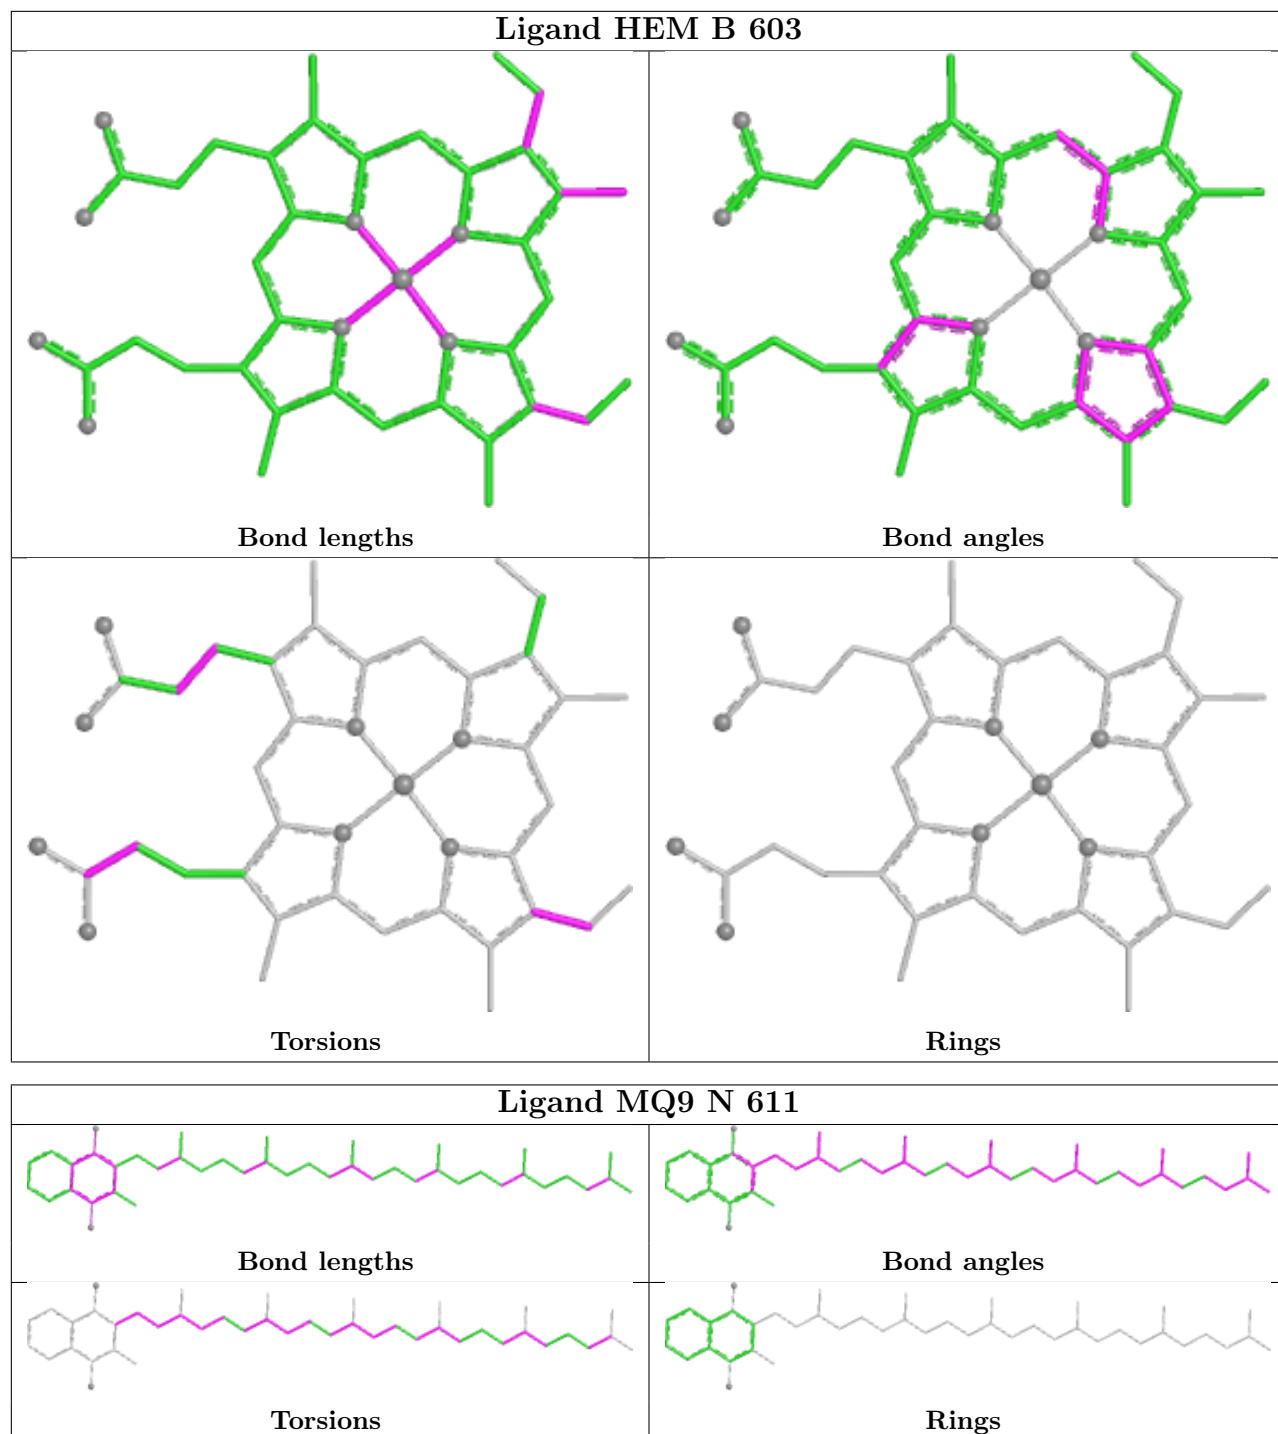 Ligand HEM B 603
Bond lengths
Bond angles
Torsions
Rings
Ligand MQ9 N 611
Bond lengths
Bond angles
Torsions
Rings